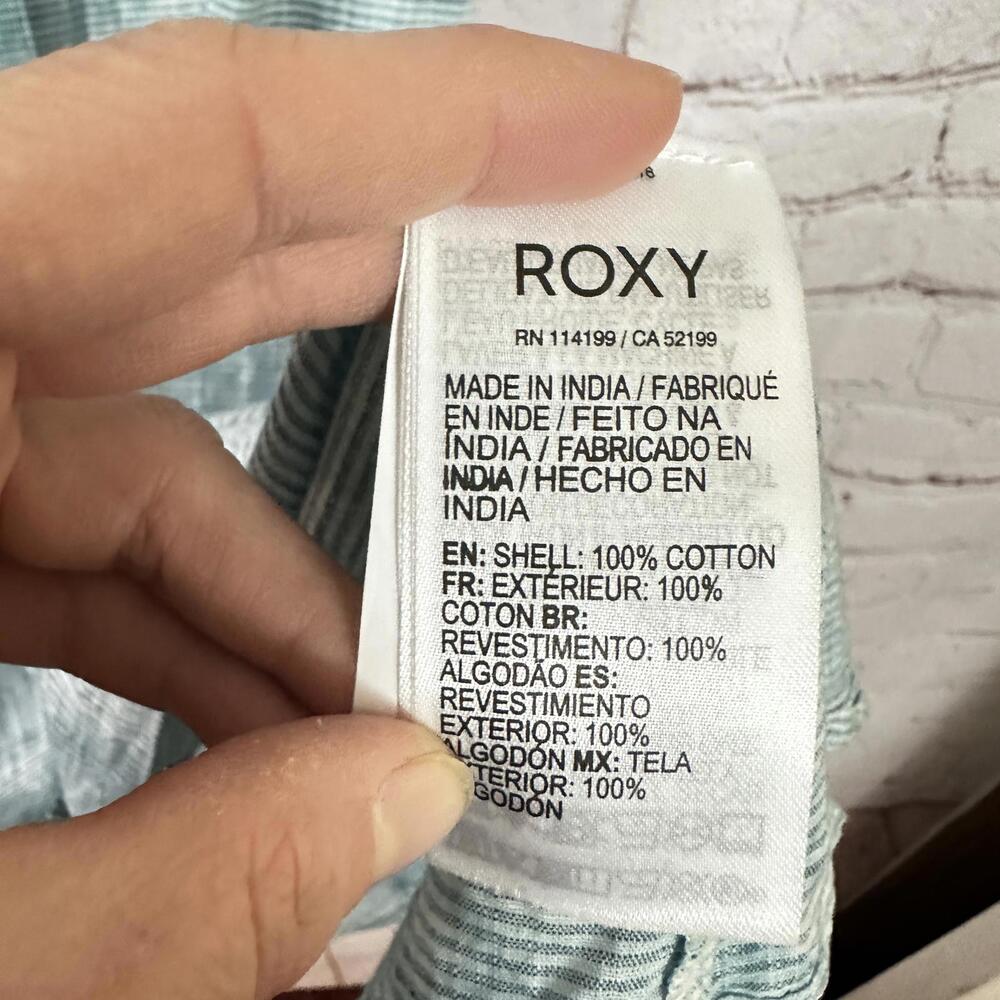 ROXY
RN 114199 / CA 52199
MADE IN INDIA / FABRIQUÉ
EN INDE / FEITO NA
ÍNDIA / FABRICADO EN
INDIA / HECHO EN
INDIA
EN: SHELL: 100% COTTON
FR: EXTÉRIEUR: 100%
COTON BR:
REVESTIMENTO: 100%
ALGODÃO ES:
REVESTIMIENTO
EXTERIOR: 100%
ALGODÓN MX: TELA
TERIOR: 100%
GODÓN